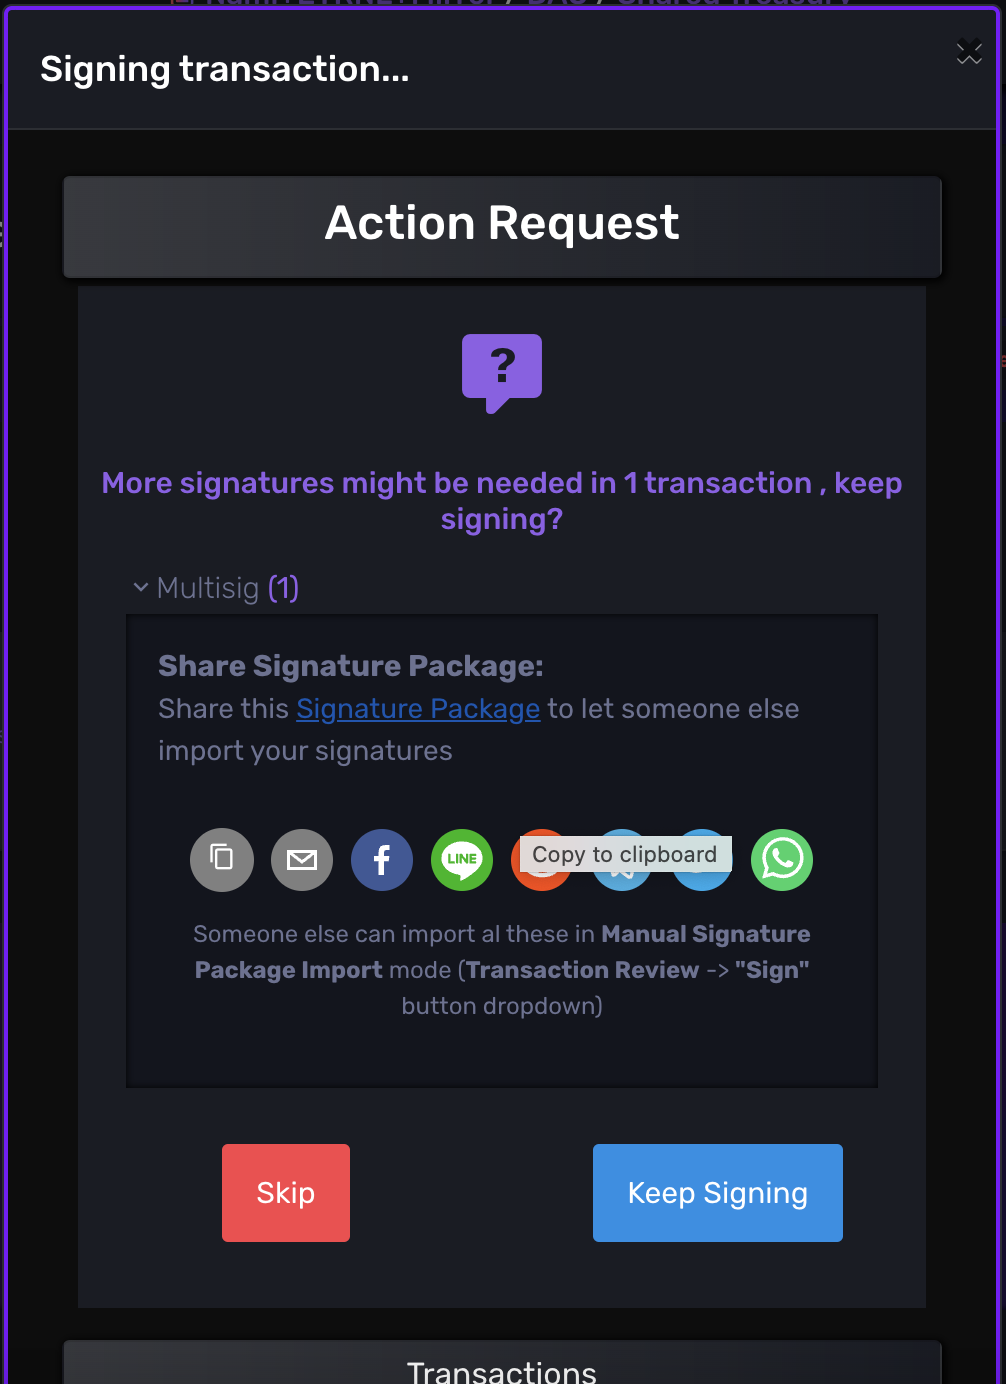 Signing transaction...
Action Request
?
More signatures might be needed in 1 transaction , keep
signing?
Multisig (1)
Share Signature Package:
Share this Signature Package to let someone else
import your signatures
LINE
Copy to clipboard
Someone else can import al these in Manual Signature
Package Import mode (Transaction Review -> "Sign"
button dropdown)
Skip
Keep Signing
Transactions